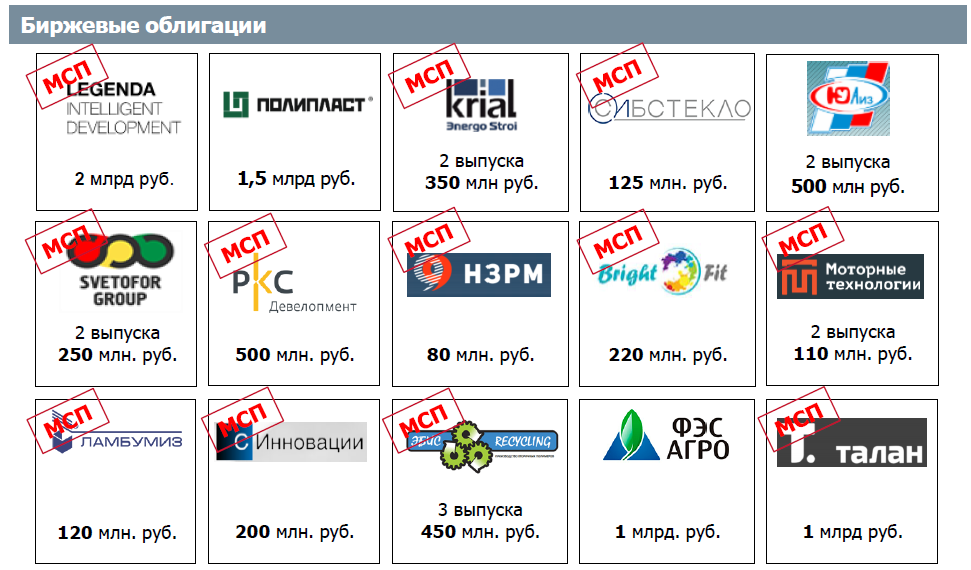 Биржевые облигации
МСП
LEGENDA
INTELLIGENT
DEVELOPMENT
2 млрд руб.
ПОЛИПЛАСТ®
1,5 млрд руб.
МСП
krial
Энергo Stroi
2 выпуска
350 млн руб.
МСП
СИБСТЕКЛО
125 млн. руб.
ЮЛиз
2 выпуска
500 млн руб.
МСП
SVETOFOR
GROUP
2 выпуска
250 млн. руб.
МСП
РКС
Девелопмент
500 млн. руб.
МСП
НЗРМ
80 млн. руб.
МСП
Bright Fit
220 млн. руб.
МСП
Моторные
технологии
2 выпуска
110 млн. руб.
МСП
ЛАМБУМИЗ
120 млн. руб.
МСП
С Инновации
200 млн. руб.
МСП
ЭБИС RECYCLING
3 выпуска
450 млн. руб.
ФЭС
АГРО
1 млрд. руб.
МСП
Т. талан
1 млрд руб.